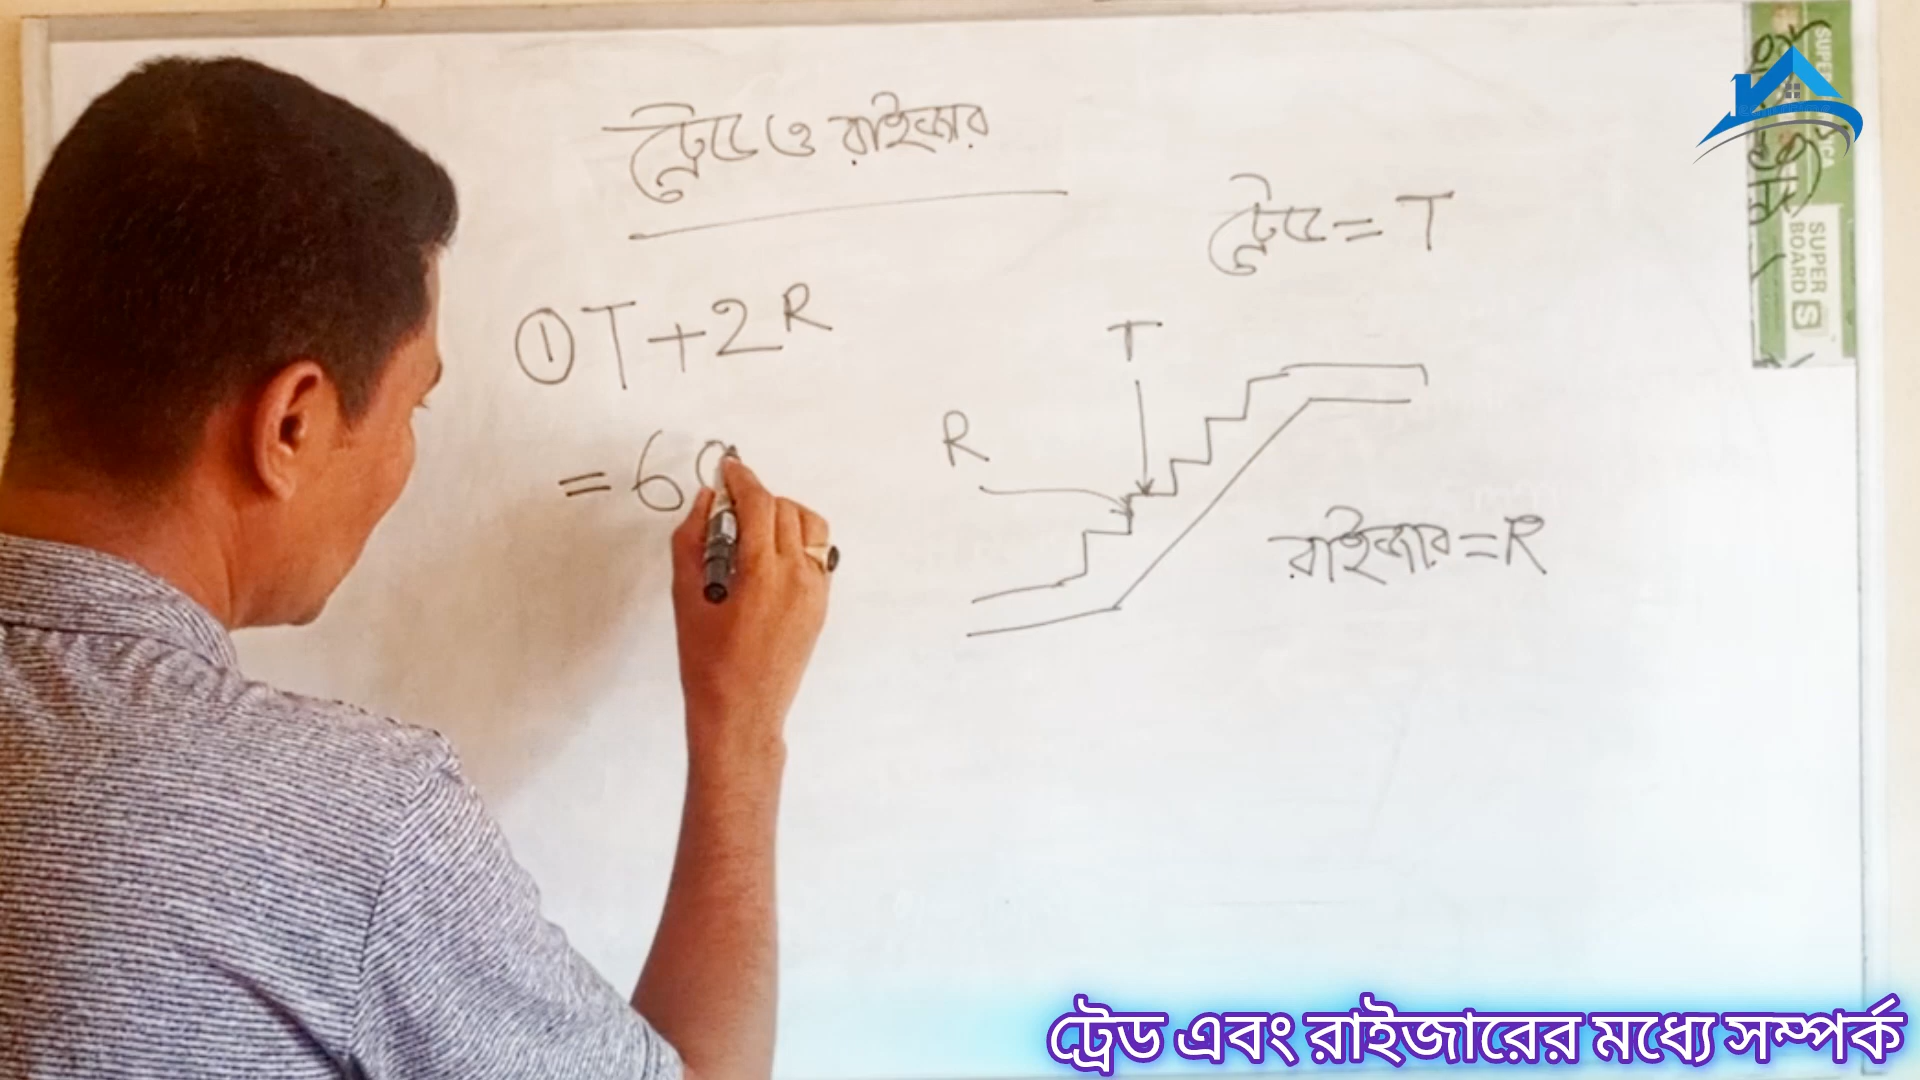 ট্রেড ও রাইজার
ট্রেড = T
① T + 2R
T
= 60
R
রাইজার = R
SUPER
BOARD S
ট্রেড এবং রাইজারের মধ্যে সম্পর্ক